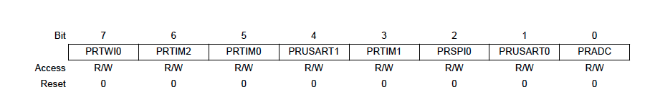 Bit 7 6 5 4 3 2 1 0
PRTWI0 PRTIM2 PRTIM0 PRUSART1 PRTIM1 PRSPI0 PRUSART0 PRADC
Access R/W R/W R/W R/W R/W R/W R/W R/W
Reset 0 0 0 0 0 0 0 0